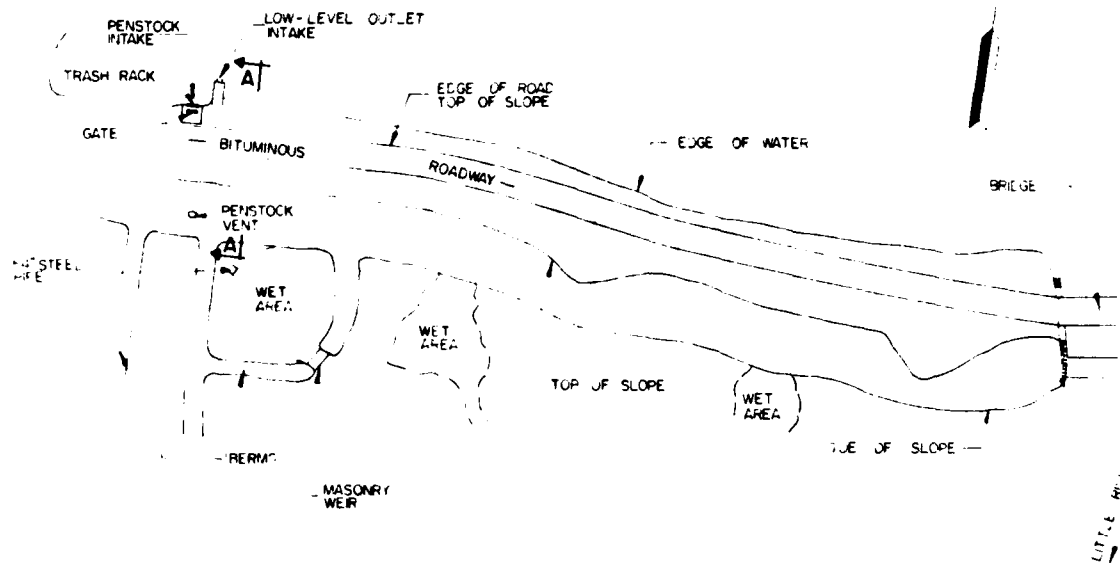 PENSTOCK
INTAKE
LOW-LEVEL OUTLET
INTAKE
TRASH RACK
A
EDGE OF ROAD
TOP OF SLOPE
GATE
BITUMINOUS
EDGE OF WATER
ROADWAY
BRIDGE
PENSTOCK
VENT
A
STEEL
WET
AREA
WET
AREA
TOP OF SLOPE
WET
AREA
OF SLOPE
BERMS
MASONRY
WEIR
LITTLE